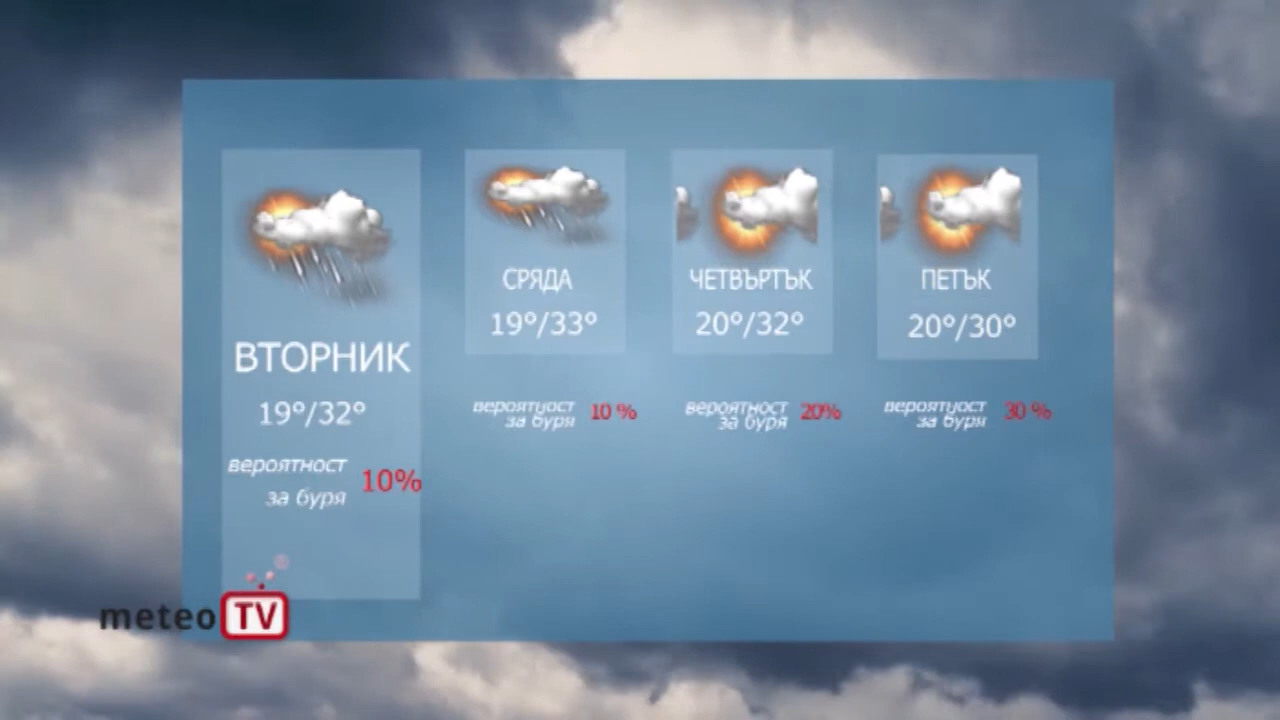 ВТОРНИК
19°/32°
вероятност
за буря
10%
СРЯДА
19°/33°
вероятност
за буря
10 %
ЧЕТВЪРТЪК
20°/32°
вероятност
за буря
20%
ПЕТЪК
20°/30°
вероятност
за буря
30 %
meteo TV